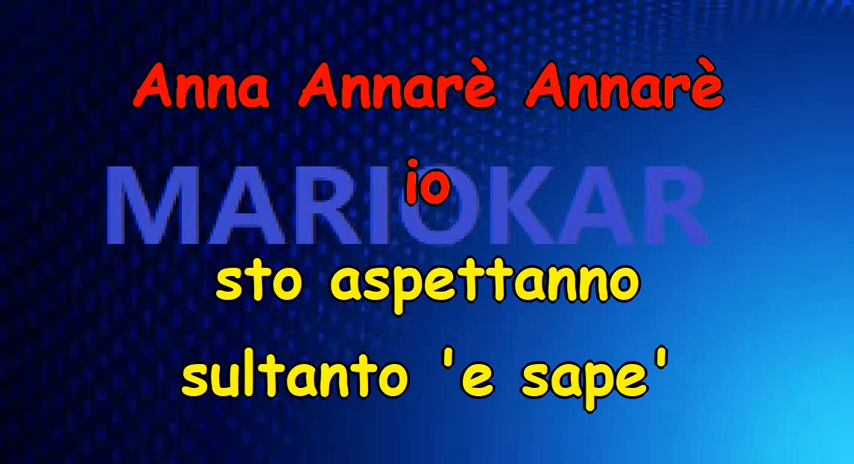 Anna Annarè Annarè
io
MARIOKAR
sto aspettanno
sultanto 'e sape'